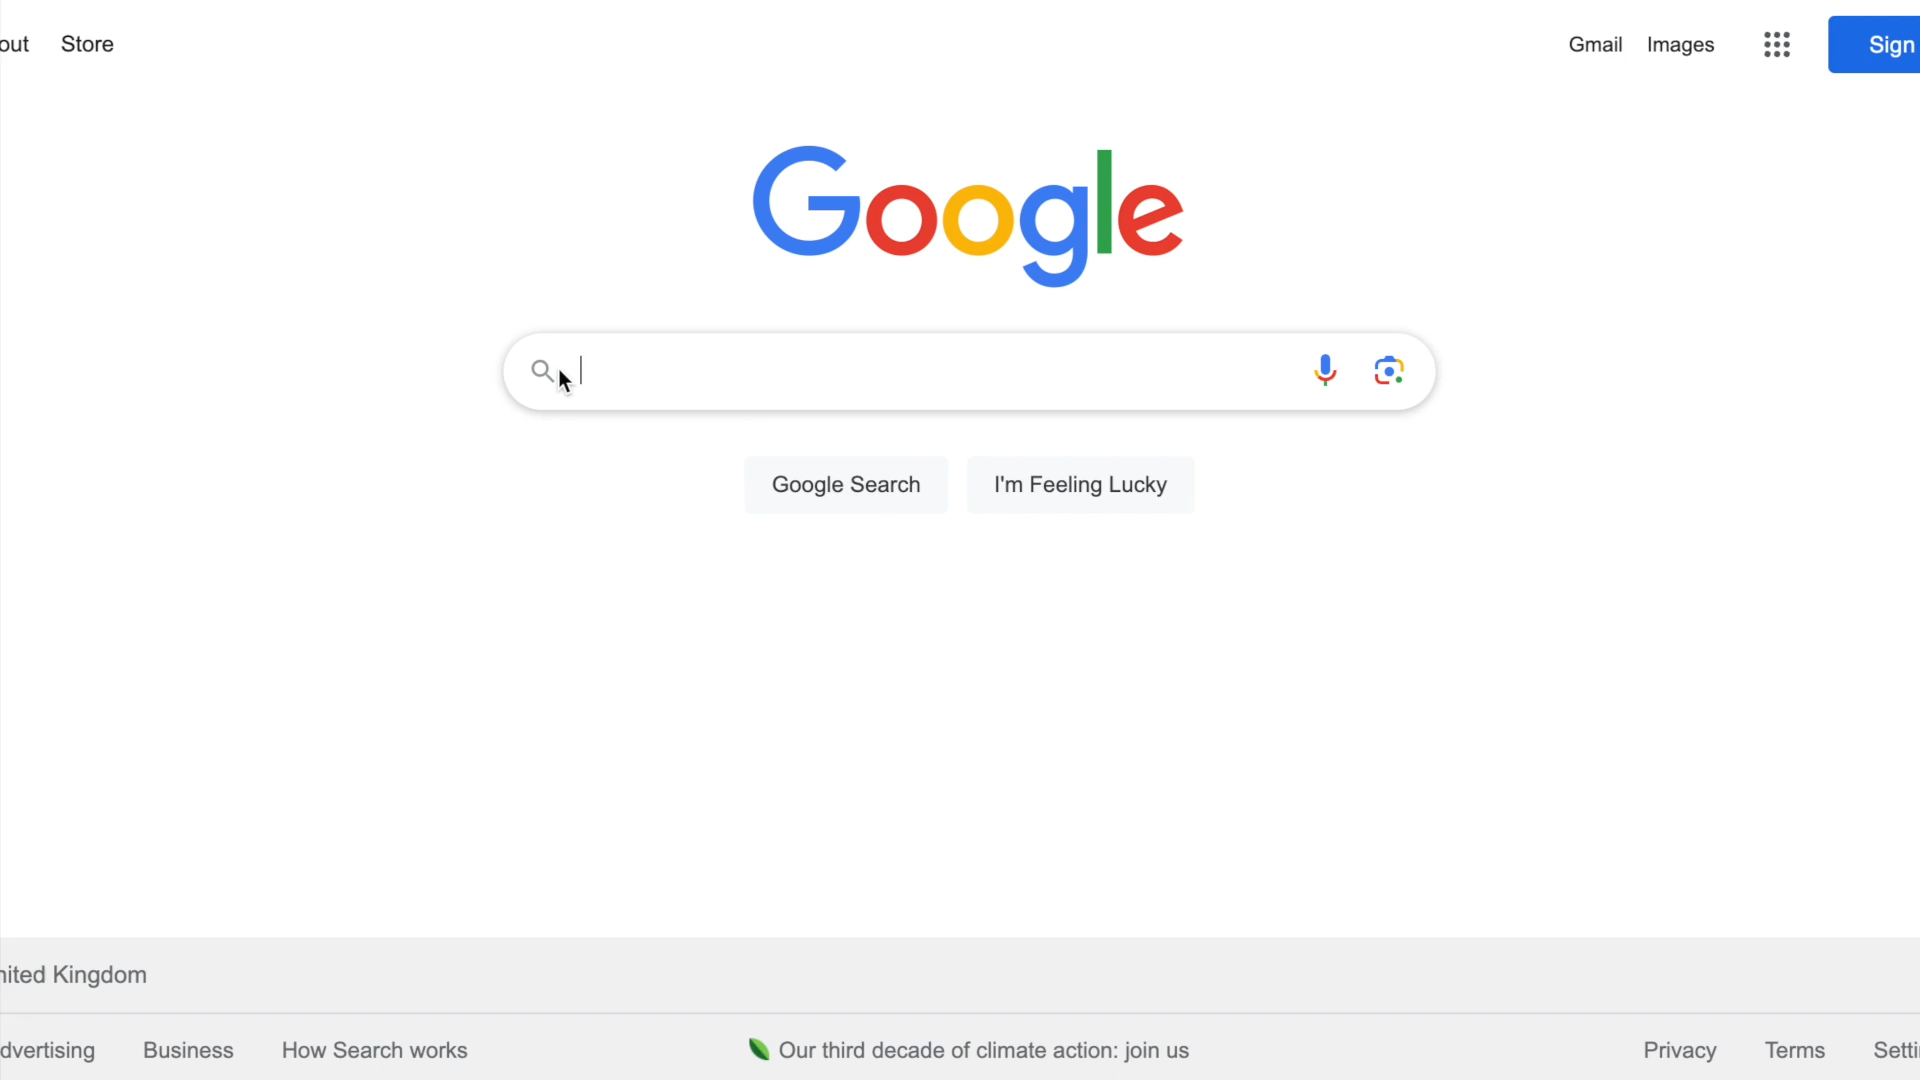 out Store Gmail Images Sign
Google
Google Search I'm Feeling Lucky
nited Kingdom
dvertising Business How Search works Our third decade of climate action: join us Privacy Terms Setti